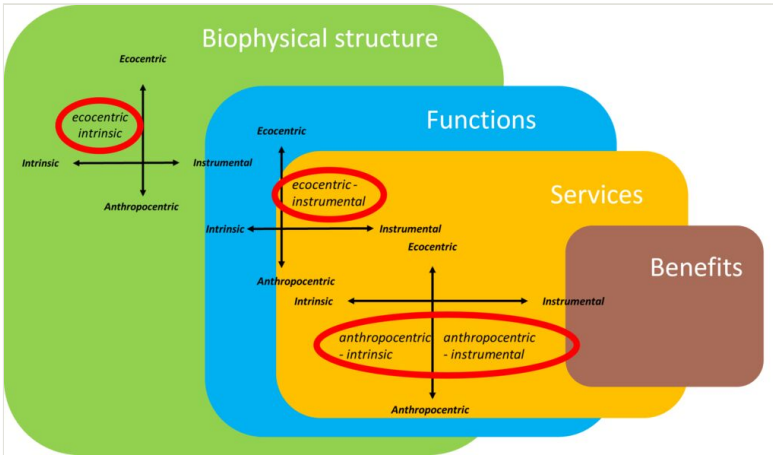 Biophysical structure
Ecocentric
ecocentric
intrinsic
Intrinsic
Instrumental
Anthropocentric
Functions
Ecocentric
ecocentric -
instrumental
Intrinsic
Instrumental
Anthropocentric
Services
Ecocentric
Intrinsic
Instrumental
anthropocentric
- intrinsic
anthropocentric
- instrumental
Anthropocentric
Benefits